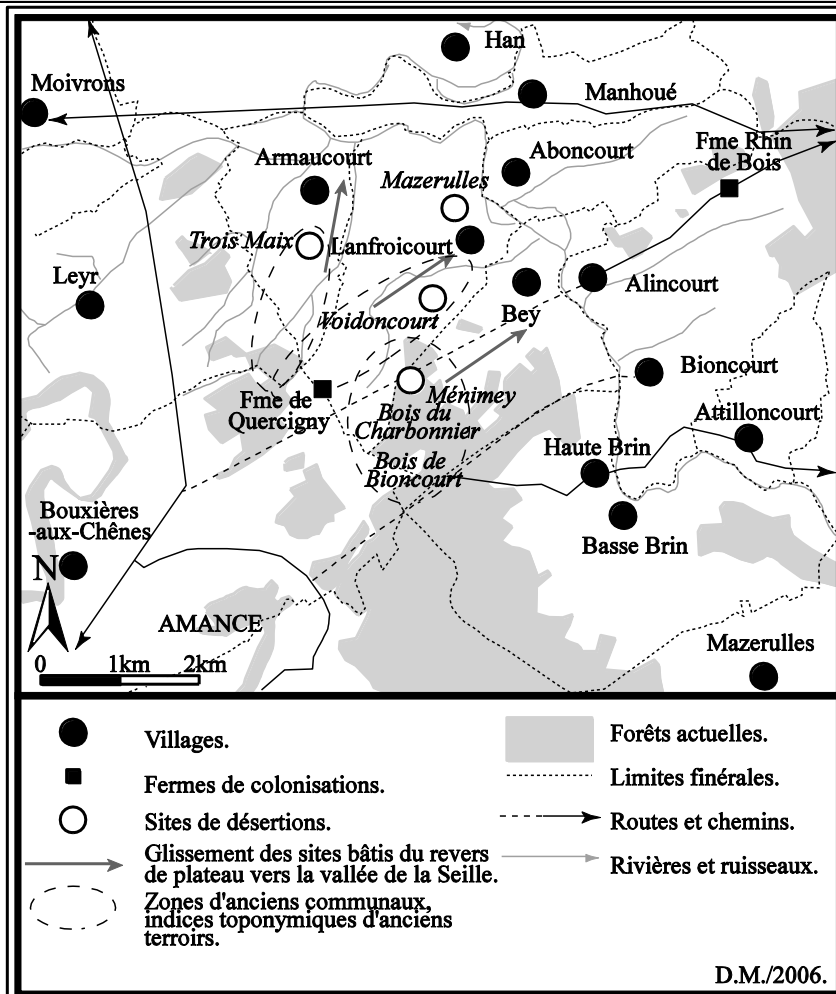 Han
Moivrons
Manhoué
Fme Rhin
de Bois
Armaucourt
Aboncourt
Mazerulles
Trois Maix
Lanfroicourt
Leyr
Alincourt
Voidoncourt
Bey
Bioncourt
Fme de
Quercigny
Ménimey
Bois du
Charbonnier
Attilloncourt
Haute Brin
Bois de
Bioncourt
Bouxières
-aux-Chênes
Basse Brin
N
AMANCE
Mazerulles
0 1km 2km
Villages.
Fermes de colonisations.
Sites de désertions.
Glissement des sites bâtis du revers
de plateau vers la vallée de la Seille.
Zones d'anciens communaux,
indices toponymiques d'anciens
terroirs.
Forêts actuelles.
Limites finérales.
Routes et chemins.
Rivières et ruisseaux.
D.M./2006.